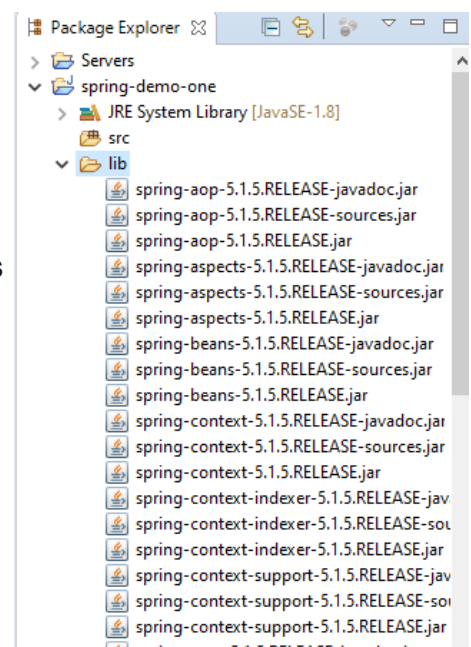 Package Explorer
Servers
spring-demo-one
JRE System Library [JavaSE-1.8]
src
lib
spring-aop-5.1.5.RELEASE-javadoc.jar
spring-aop-5.1.5.RELEASE-sources.jar
spring-aop-5.1.5.RELEASE.jar
s
spring-aspects-5.1.5.RELEASE-javadoc.jar
spring-aspects-5.1.5.RELEASE-sources.jar
spring-aspects-5.1.5.RELEASE.jar
spring-beans-5.1.5.RELEASE-javadoc.jar
spring-beans-5.1.5.RELEASE-sources.jar
spring-beans-5.1.5.RELEASE.jar
spring-context-5.1.5.RELEASE-javadoc.jar
spring-context-5.1.5.RELEASE-sources.jar
spring-context-5.1.5.RELEASE.jar
spring-context-indexer-5.1.5.RELEASE-jav
spring-context-indexer-5.1.5.RELEASE-sou
spring-context-indexer-5.1.5.RELEASE.jar
spring-context-support-5.1.5.RELEASE-jav
spring-context-support-5.1.5.RELEASE-sou
spring-context-support-5.1.5.RELEASE.jar